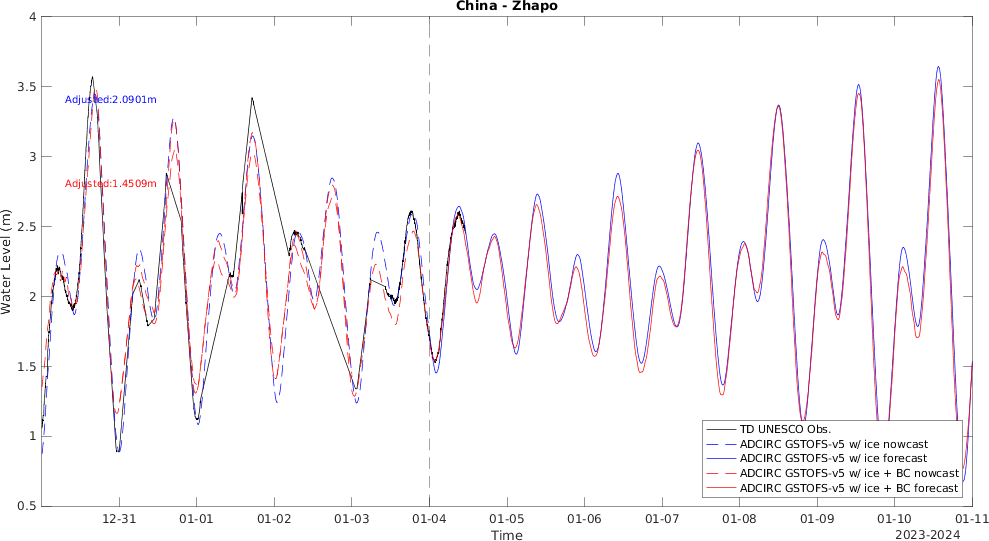 China - Zhapo
4
3.5
3
2.5
2
1.5
1
0.5
Water Level (m)
Adjusted:2.0901m
Adjusted:1.4509m
TD UNESCO Obs.
ADCIRC GSTOFS-v5 w/ ice nowcast
ADCIRC GSTOFS-v5 w/ ice forecast
ADCIRC GSTOFS-v5 w/ ice + BC nowcast
ADCIRC GSTOFS-v5 w/ ice + BC forecast
12-31 01-01 01-02 01-03 01-04 01-05 01-06 01-07 01-08 01-09 01-10 01-11
Time
2023-2024